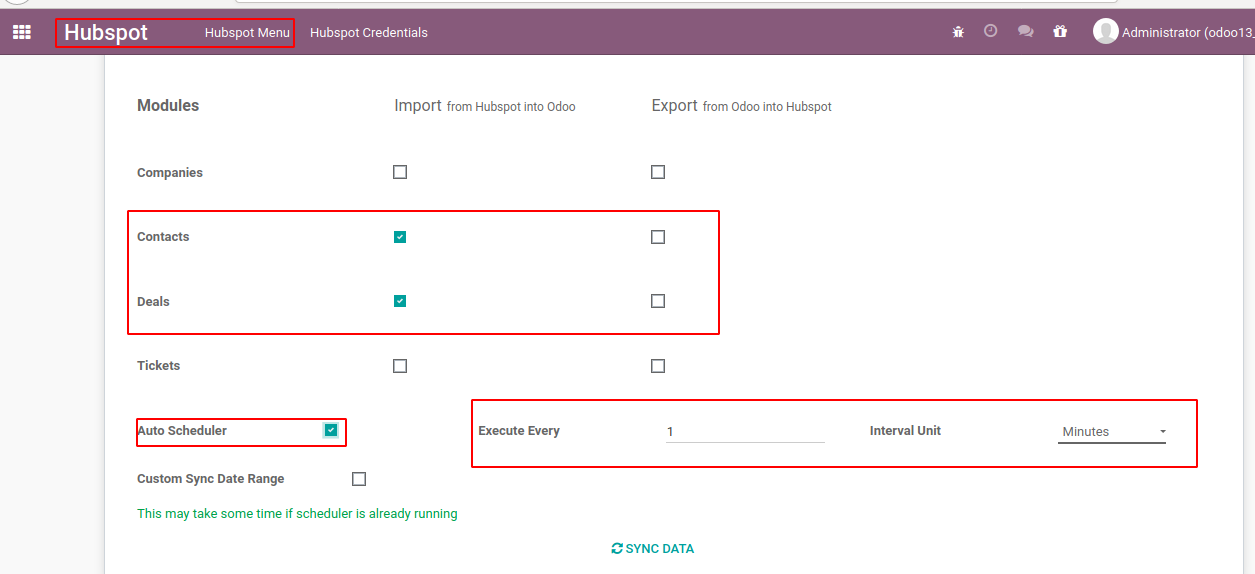 Hubspot Hubspot Menu Hubspot Credentials Administrator (odoo13_
Modules Import from Hubspot into Odoo Export from Odoo into Hubspot
Companies
Contacts
Deals
Tickets
Auto Scheduler Execute Every 1 Interval Unit Minutes
Custom Sync Date Range
This may take some time if scheduler is already running
SYNC DATA